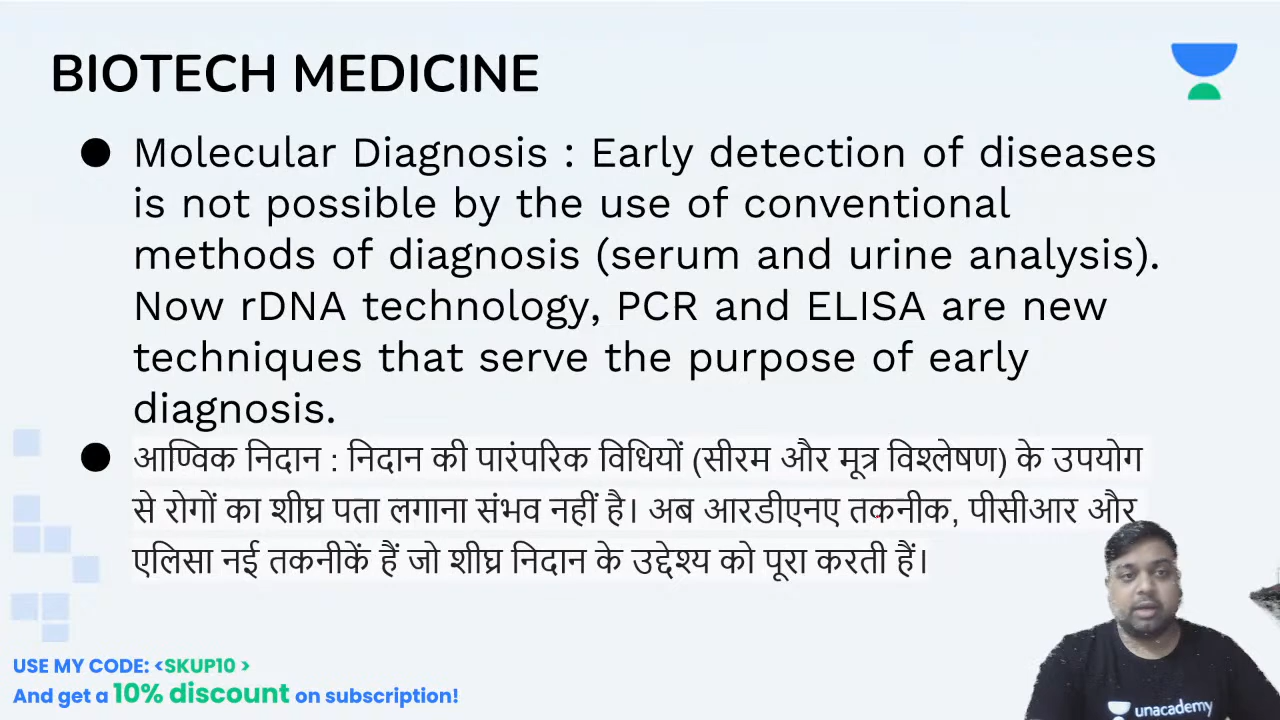 BIOTECH MEDICINE
● Molecular Diagnosis : Early detection of diseases
is not possible by the use of conventional
methods of diagnosis (serum and urine analysis).
Now rDNA technology, PCR and ELISA are new
techniques that serve the purpose of early
diagnosis.
● आण्विक निदान : निदान की पारंपरिक विधियों (सीरम और मूत्र विश्लेषण) के उपयोग
से रोगों का शीघ्र पता लगाना संभव नहीं है। अब आरडीएनए तकनीक, पीसीआर और
एलिसा नई तकनीकें हैं जो शीघ्र निदान के उद्देश्य को पूरा करती हैं।
USE MY CODE: <SKUP10 >
And get a 10% discount on subscription!
unacademy